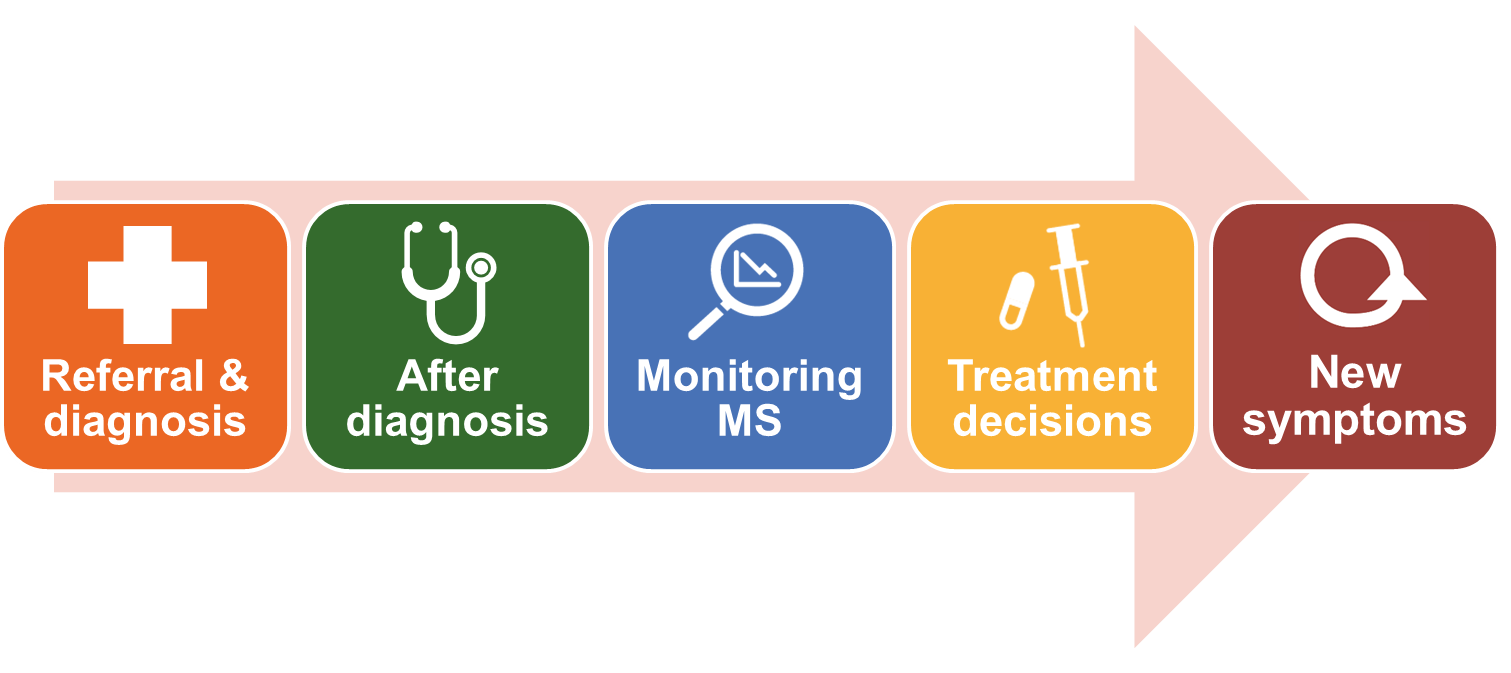 Referral &
diagnosis
After
diagnosis
Monitoring
MS
Treatment
decisions
New
symptoms